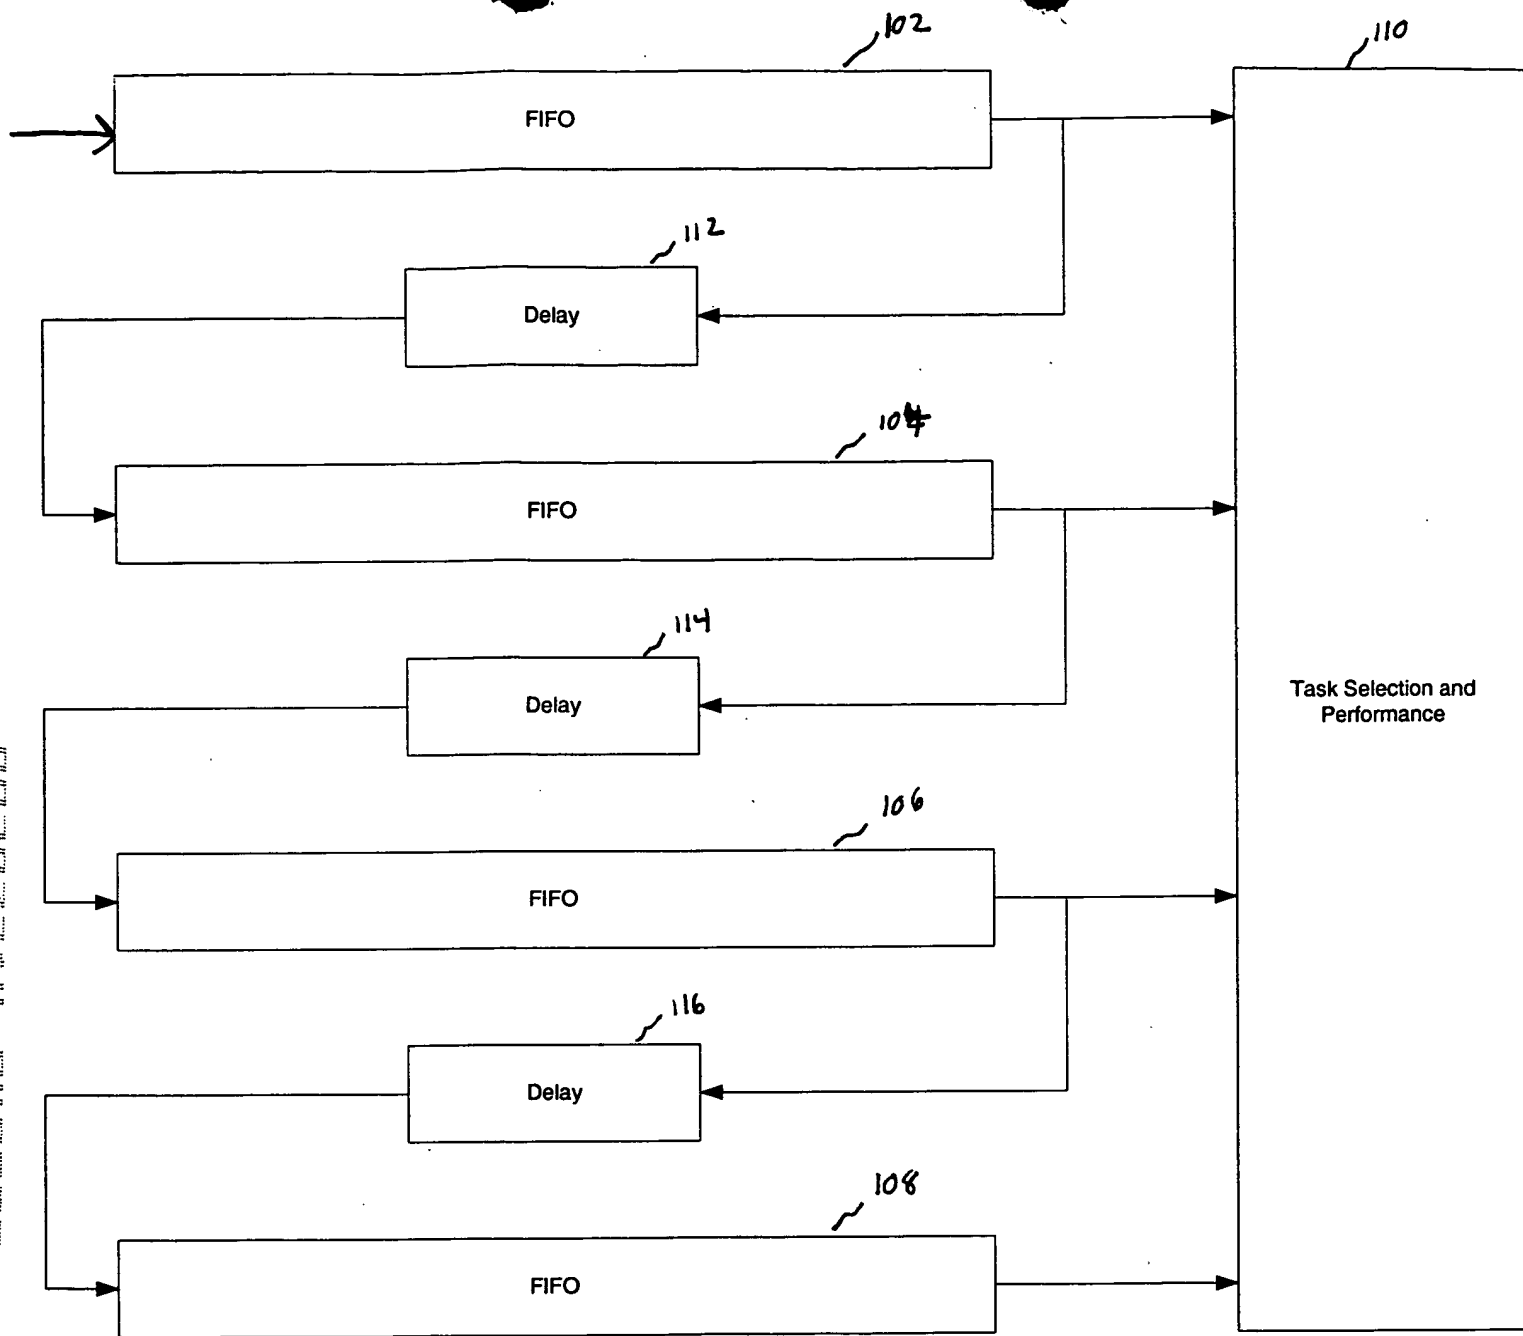 102
110
FIFO
112
Delay
104
FIFO
114
Delay
Task Selection and
Performance
106
FIFO
116
Delay
108
FIFO